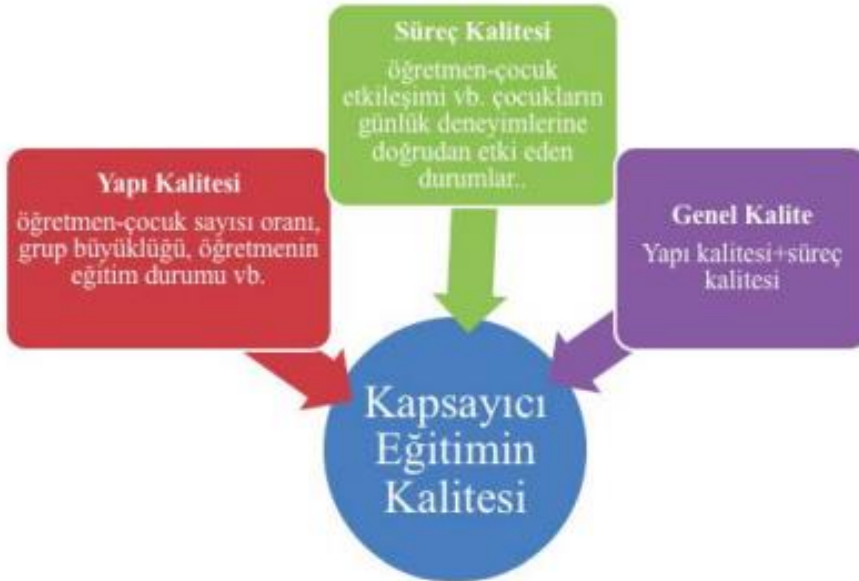 Süreç Kalitesi
öğretmen-çocuk
etkileşimi vb. çocukların
günlük deneyimlerine
doğrudan etki eden
durumlar..
Yapı Kalitesi
öğretmen-çocuk sayısı oranı,
grup büyüklüğü, öğretmenin
eğitim durumu vb.
Genel Kalite
Yapı kalitesi+süreç
kalitesi
Kapsayıcı
Eğitimin
Kalitesi